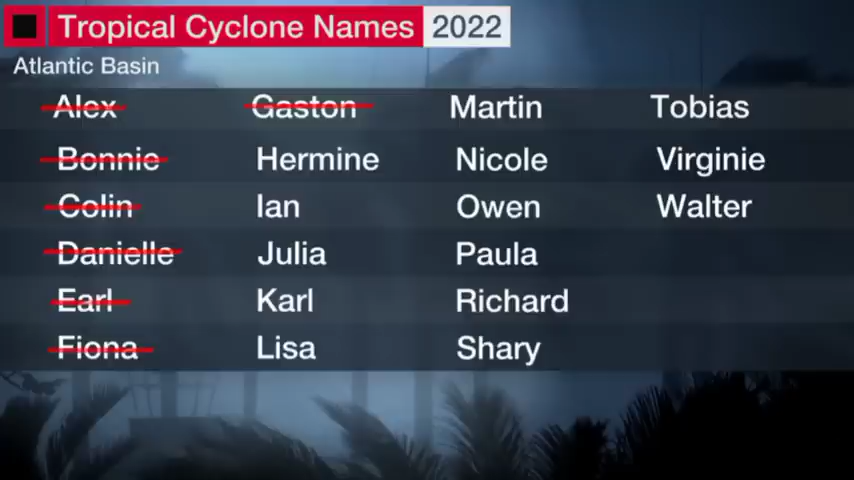 Tropical Cyclone Names 2022
Atlantic Basin
Alex Gaston Martin Tobias
Bonnie Hermine Nicole Virginie
Colin Ian Owen Walter
Danielle Julia Paula
Earl Karl Richard
Fiona Lisa Shary